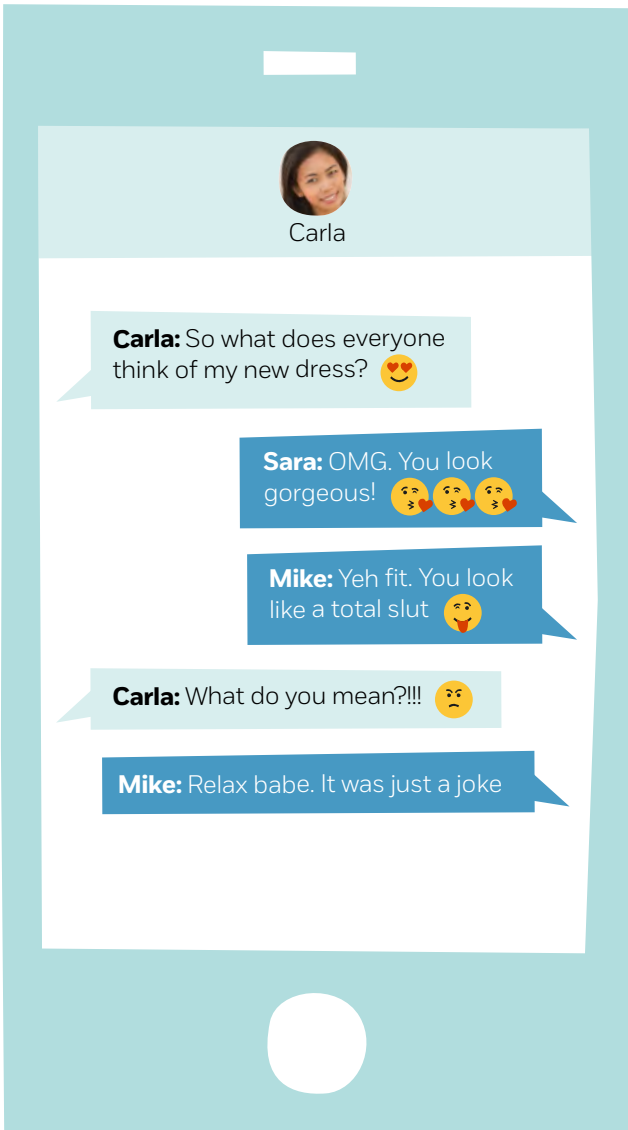 Carla
Carla: So what does everyone
think of my new dress? 😍
Sara: OMG. You look
gorgeous! 😘😘😘
Mike: Yeh fit. You look
like a total slut 😜
Carla: What do you mean?!!! 😠
Mike: Relax babe. It was just a joke